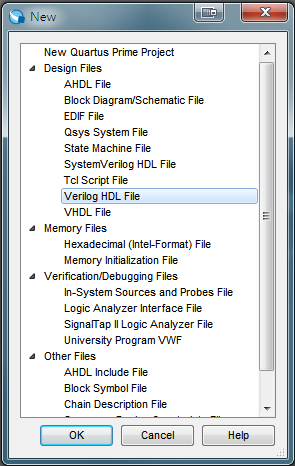 New
New Quartus Prime Project
Design Files
AHDL File
Block Diagram/Schematic File
EDIF File
Qsys System File
State Machine File
SystemVerilog HDL File
Tcl Script File
Verilog HDL File
VHDL File
Memory Files
Hexadecimal (Intel-Format) File
Memory Initialization File
Verification/Debugging Files
In-System Sources and Probes File
Logic Analyzer Interface File
SignalTap II Logic Analyzer File
University Program VWF
Other Files
AHDL Include File
Block Symbol File
Chain Description File
OK Cancel Help